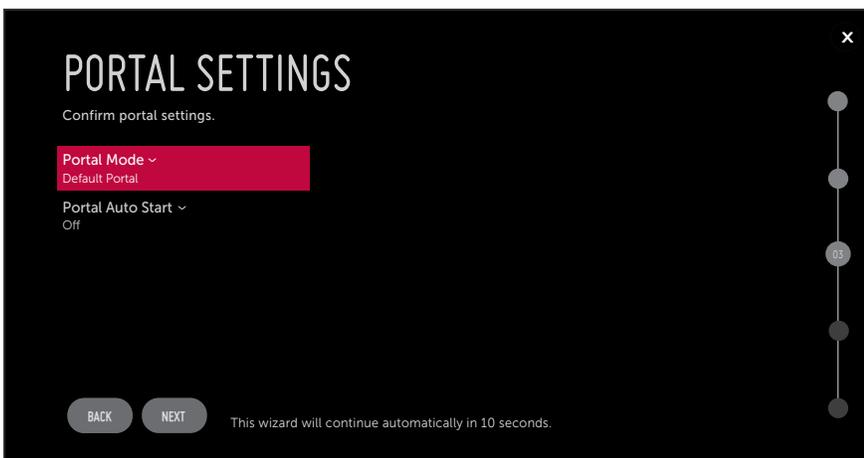 X
PORTAL SETTINGS
Confirm portal settings.
Portal Mode
Default Portal
Portal Auto Start
Off
03
BACK NEXT This wizard will continue automatically in 10 seconds.